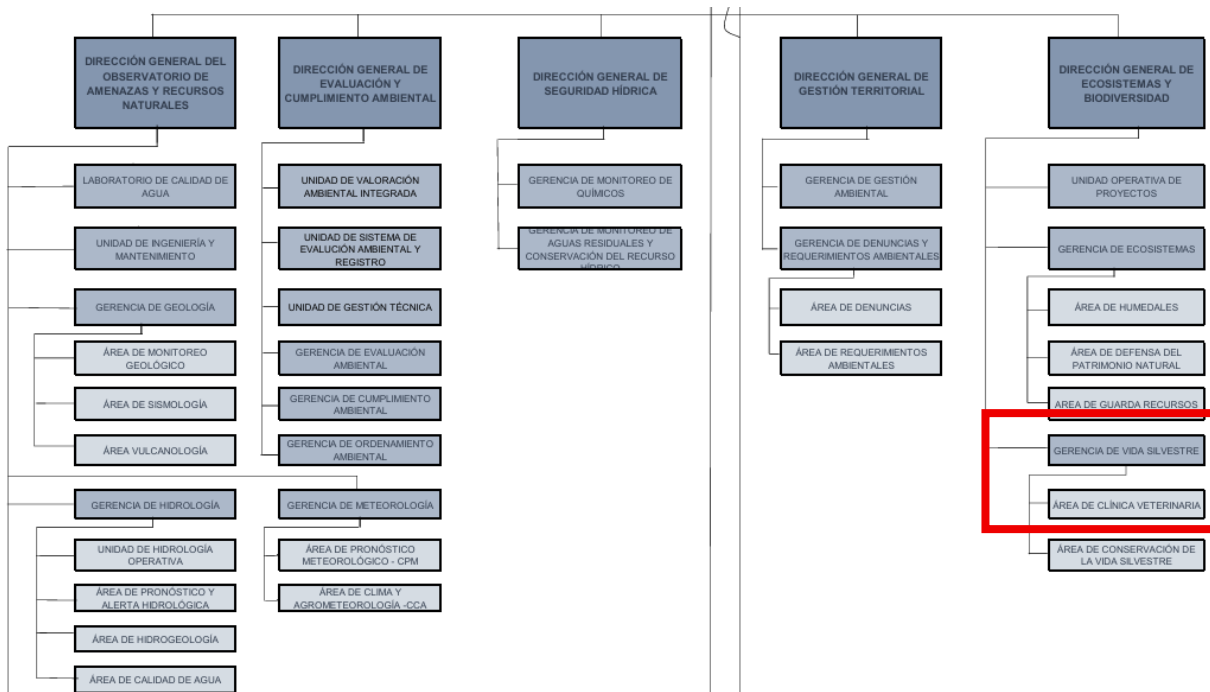 DIRECCIÓN GENERAL DEL
OBSERVATORIO DE
AMENAZAS Y RECURSOS
NATURALES
LABORATORIO DE CALIDAD DE
AGUA
UNIDAD DE INGENIERÍA Y
MANTENIMIENTO
GERENCIA DE GEOLOGÍA
ÁREA DE MONITOREO
GEOLÓGICO
ÁREA DE SISMOLOGÍA
ÁREA VULCANOLOGÍA
GERENCIA DE HIDROLOGÍA
UNIDAD DE HIDROLOGÍA
OPERATIVA
ÁREA DE PRONÓSTICO Y
ALERTA HIDROLÓGICA
ÁREA DE HIDROGEOLOGÍA
ÁREA DE CALIDAD DE AGUA
DIRECCIÓN GENERAL DE
EVALUACIÓN Y
CUMPLIMIENTO AMBIENTAL
UNIDAD DE VALORACIÓN
AMBIENTAL INTEGRADA
UNIDAD DE SISTEMA DE
EVALUCIÓN AMBIENTAL Y
REGISTRO
UNIDAD DE GESTIÓN TÉCNICA
GERENCIA DE EVALUACIÓN
AMBIENTAL
GERENCIA DE CUMPLIMIENTO
AMBIENTAL
GERENCIA DE ORDENAMIENTO
AMBIENTAL
GERENCIA DE METEOROLOGÍA
ÁREA DE PRONÓSTICO
METEOROLÓGICO - CPM
ÁREA DE CLIMA Y
AGROMETEOROLOGÍA -CCA
DIRECCIÓN GENERAL DE
SEGURIDAD HÍDRICA
GERENCIA DE MONITOREO DE
QUÍMICOS
GERENCIA DE MONITOREO DE
AGUAS RESIDUALES Y
CONSERVACIÓN DEL RECURSO
HÍDRICO
DIRECCIÓN GENERAL DE
GESTIÓN TERRITORIAL
GERENCIA DE GESTIÓN
AMBIENTAL
GERENCIA DE DENUNCIAS Y
REQUERIMIENTOS AMBIENTALES
ÁREA DE DENUNCIAS
ÁREA DE REQUERIMIENTOS
AMBIENTALES
DIRECCIÓN GENERAL DE
ECOSISTEMAS Y
BIODIVERSIDAD
UNIDAD OPERATIVA DE
PROYECTOS
GERENCIA DE ECOSISTEMAS
ÁREA DE HUMEDALES
ÁREA DE DEFENSA DEL
PATRIMONIO NATURAL
AREA DE GUARDA RECURSOS
GERENCIA DE VIDA SILVESTRE
ÁREA DE CLÍNICA VETERINARIA
ÁREA DE CONSERVACIÓN DE
LA VIDA SILVESTRE